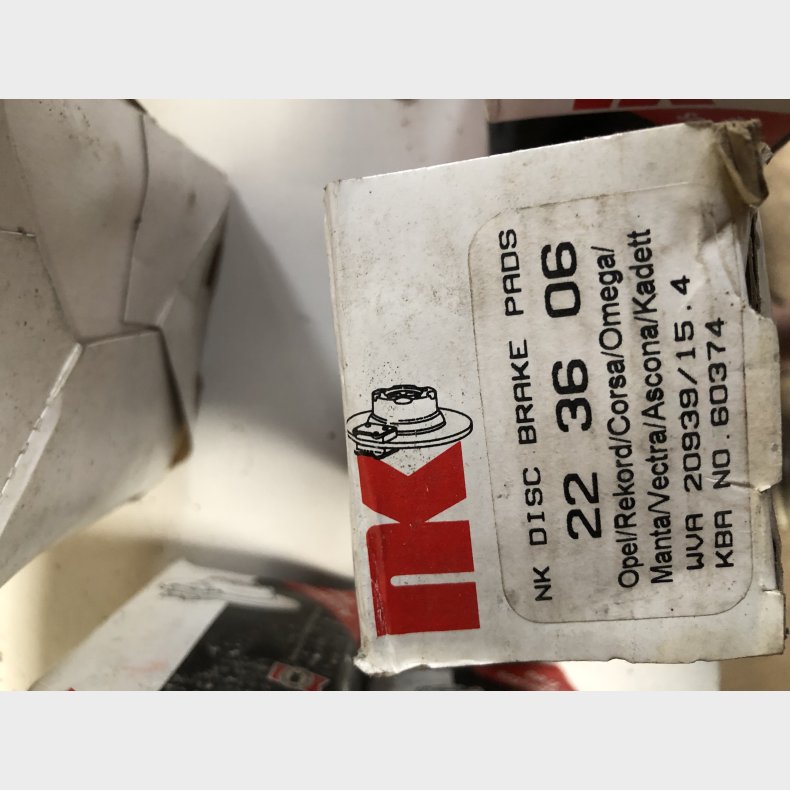 NK
NK DISC BRAKE PADS
22 36 06
Opel/Rekord/Corsa/Omega/
Manta/Vectra/Ascona/Kadett
WVA 20939/15.4
KBA NO.60374